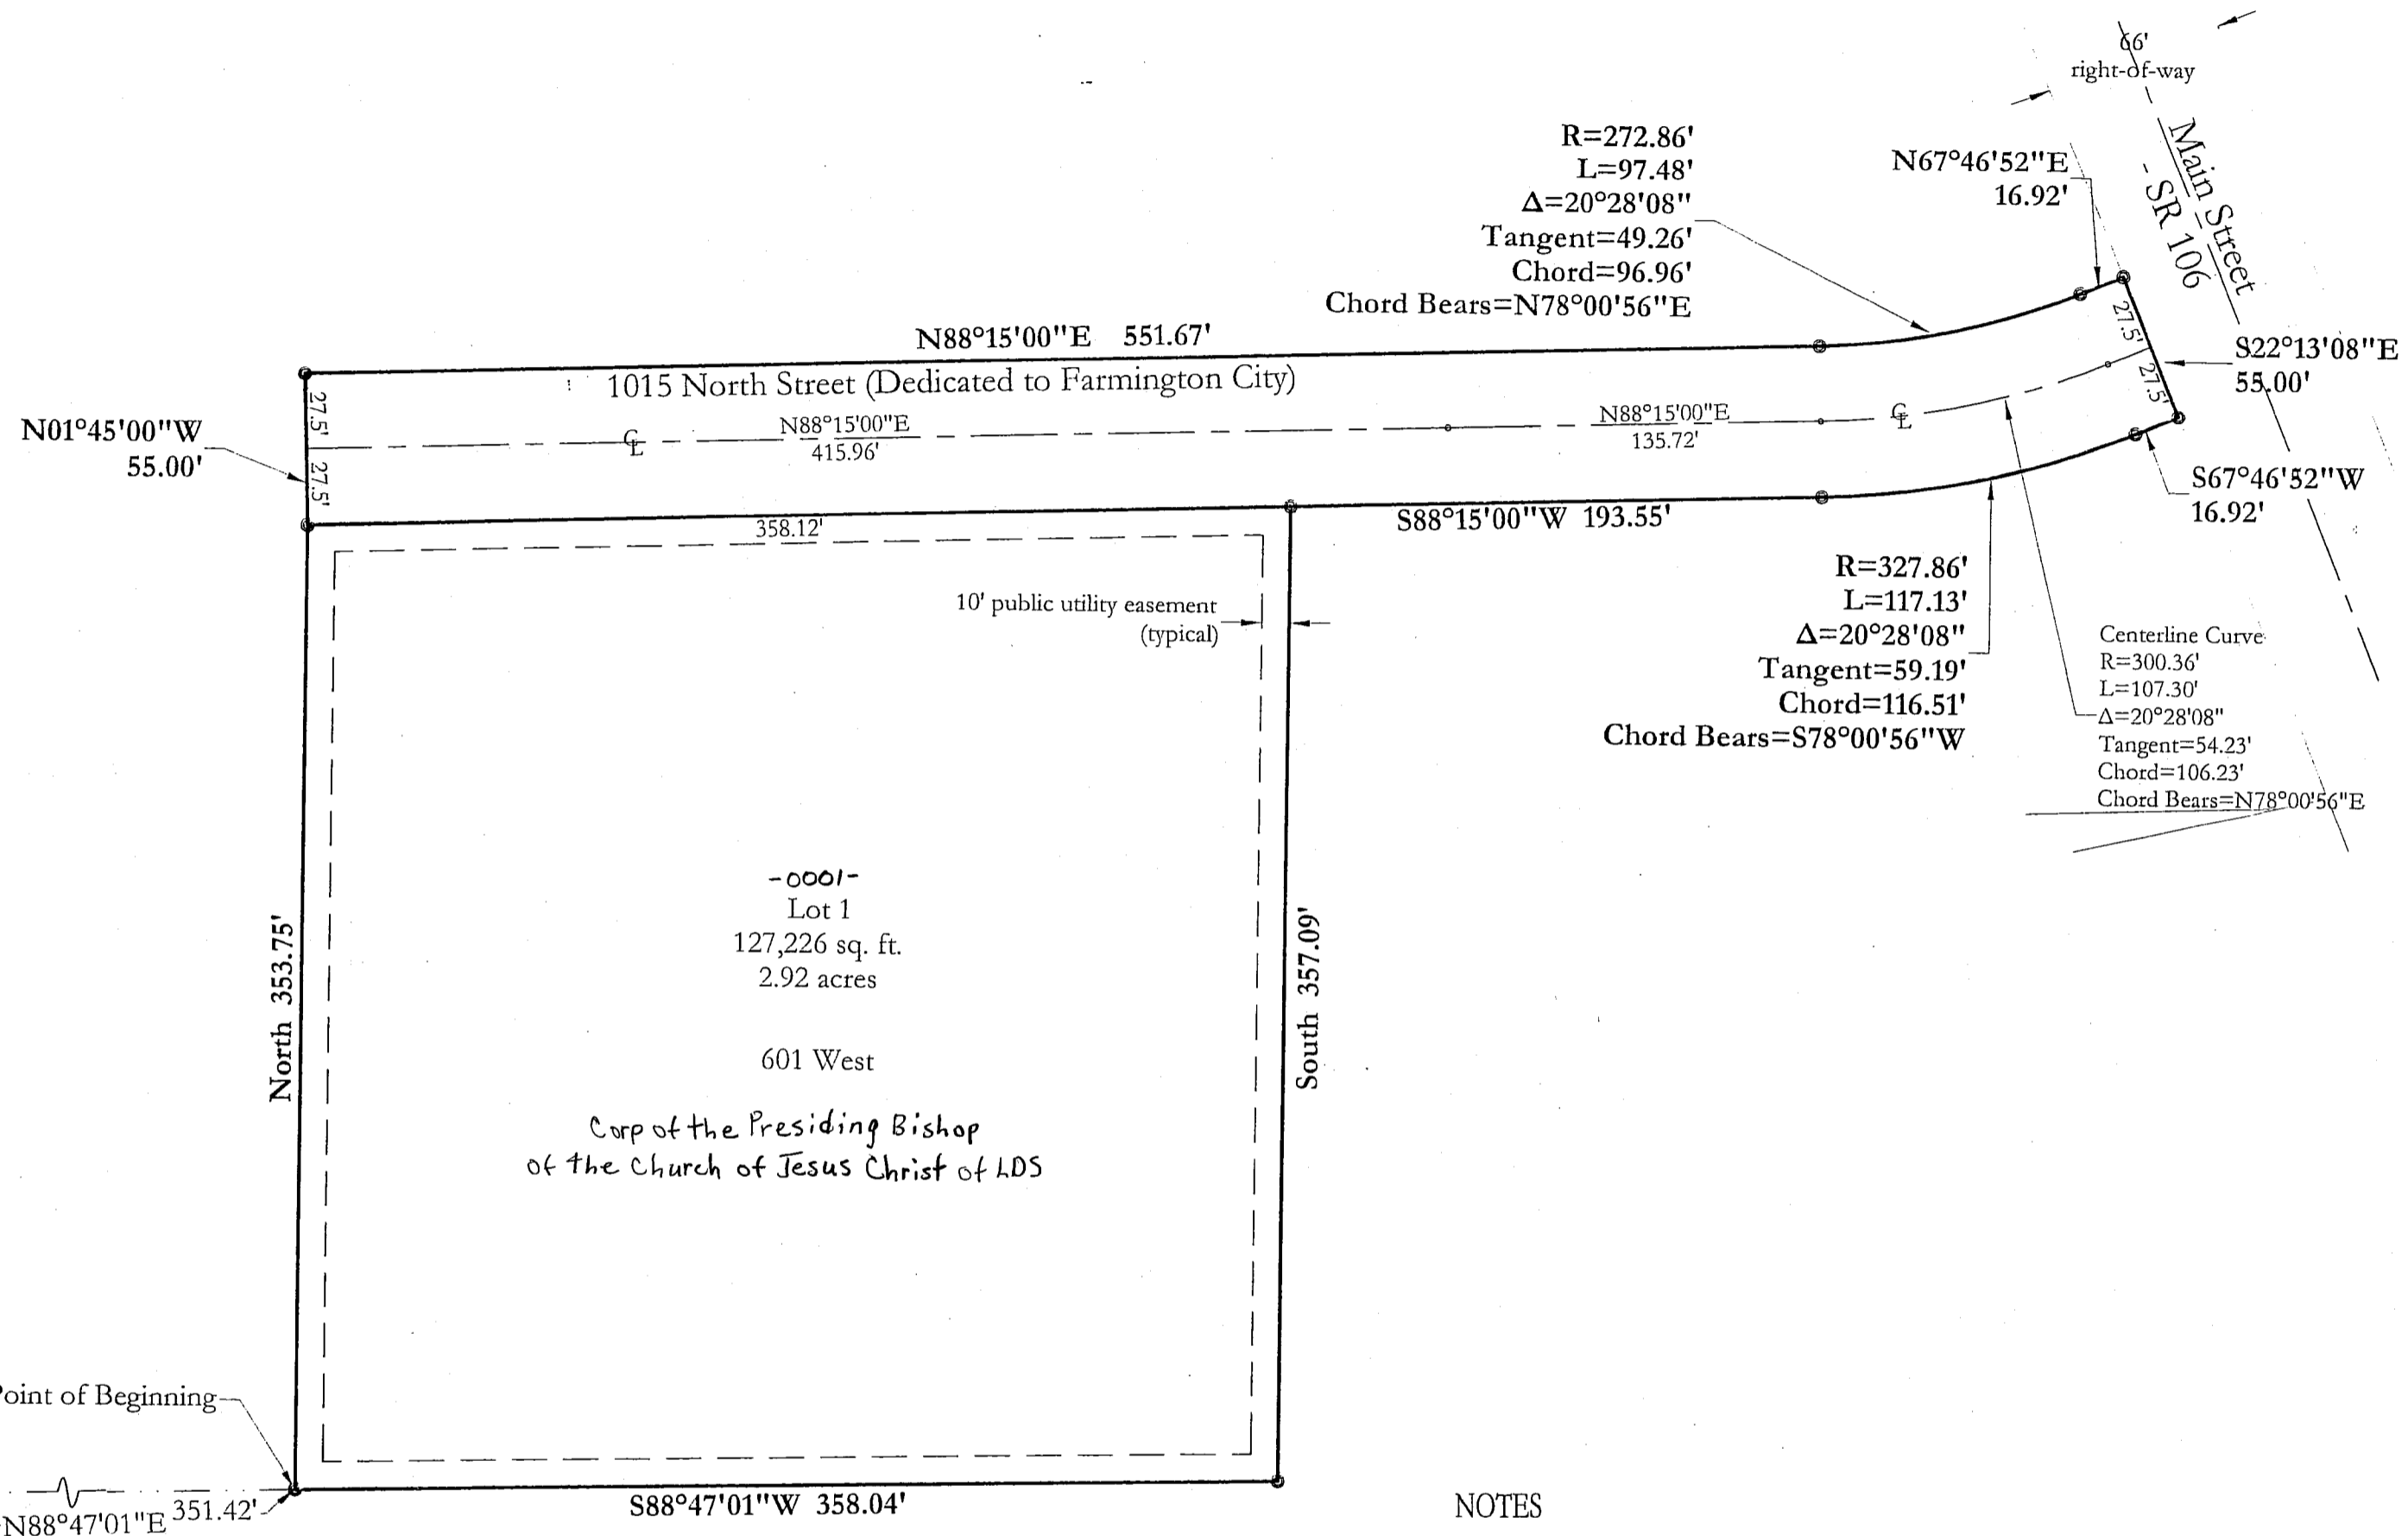 66'
right-of-way
Main Street
- SR 106
R=272.86'
L=97.48'
Δ=20°28'08"
Tangent=49.26'
Chord=96.96'
Chord Bears=N78°00'56"E
N67°46'52"E
16.92'
N88°15'00"E 551.67'
1015 North Street (Dedicated to Farmington City)
27.5'
27.5'
S22°13'08"E
55.00'
N01°45'00"W
55.00'
27.5'
27.5'
℄
N88°15'00"E
415.96'
N88°15'00"E
135.72'
℄
S67°46'52"W
16.92'
358.12'
S88°15'00"W 193.55'
10' public utility easement
(typical)
R=327.86'
L=117.13'
Δ=20°28'08"
Tangent=59.19'
Chord=116.51'
Chord Bears=S78°00'56"W
Centerline Curve
R=300.36'
L=107.30'
Δ=20°28'08"
Tangent=54.23'
Chord=106.23'
Chord Bears=N78°00'56"E
-0001-
Lot 1
127,226 sq. ft.
2.92 acres
North 353.75'
South 357.09'
601 West
Corp of the Presiding Bishop
of the Church of Jesus Christ of LDS
Point of Beginning
N88°47'01"E 351.42'
S88°47'01"W 358.04'
NOTES